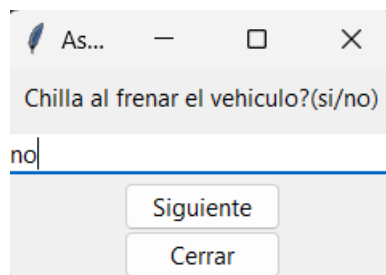 As...
Chilla al frenar el vehiculo?(si/no)
no
Siguiente
Cerrar